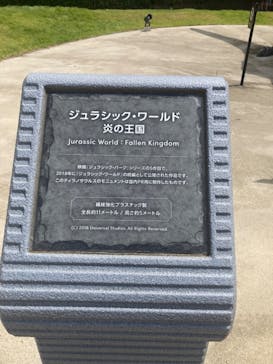 ジュラシック・ワールド
炎の王国
Jurassic World : Fallen Kingdom
映画「ジュラシック・パーク」シリーズの5作目で、
2018年に「ジュラシック・ワールド」の続編として公開された作品です。
このティラノサウルスのモニュメントは国内PR用に制作したものです。
繊維強化プラスチック製
全長約11メートル / 高さ約5メートル
(C) 2018 Universal Studios. All Rights Reserved.